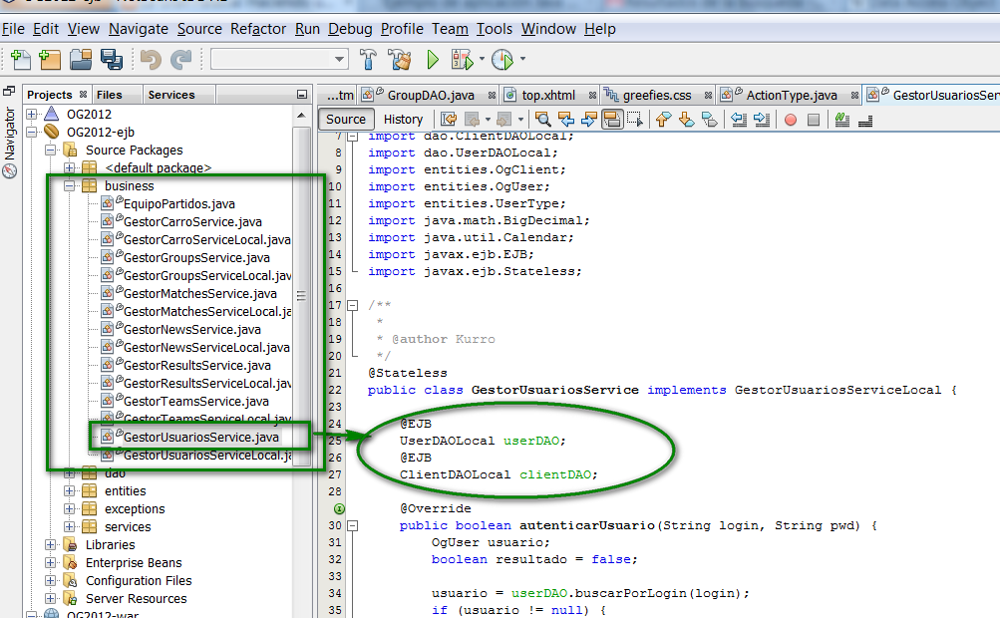 File Edit View Navigate Source Refactor Run Debug Profile Team Tools Window Help
Projects Files Services
...tm GroupDAO.java top.xhtml greefies.css ActionType.java GestorUsuariosServ
Navigator
Source History
OG2012
OG2012-ejb
Source Packages
<default package>
business
EquipoPartidos.java
GestorCarroService.java
GestorCarroServiceLocal.java
GestorGroupsService.java
GestorGroupsServiceLocal.jav
GestorMatchesService.java
GestorMatchesServiceLocal.jav
GestorNewsService.java
GestorNewsServiceLocal.java
GestorResultsService.java
GestorResultsServiceLocal.jav
GestorTeamsService.java
GestorTeamsServiceLocal.jav
GestorUsuariosService.java
GestorUsuariosServiceLocal.ja
dao
entities
exceptions
services
Libraries
Enterprise Beans
Configuration Files
Server Resources
OG2012-war
7 import dao.ClientDAOLocal;
8 import dao.UserDAOLocal;
9 import entities.OgClient;
10 import entities.OgUser;
11 import entities.UserType;
12 import java.math.BigDecimal;
13 import java.util.Calendar;
14 import javax.ejb.EJB;
15 import javax.ejb.Stateless;
16
17 /**
18 *
19 * @author Kurro
20 */
21 @Stateless
22 public class GestorUsuariosService implements GestorUsuariosServiceLocal {
23
24 @EJB
25 UserDAOLocal userDAO;
26 @EJB
27 ClientDAOLocal clientDAO;
28
@Override
30 public boolean autenticarUsuario(String login, String pwd) {
31 OgUser usuario;
32 boolean resultado = false;
33
34 usuario = userDAO.buscarPorLogin(login);
35 if (usuario != null) {